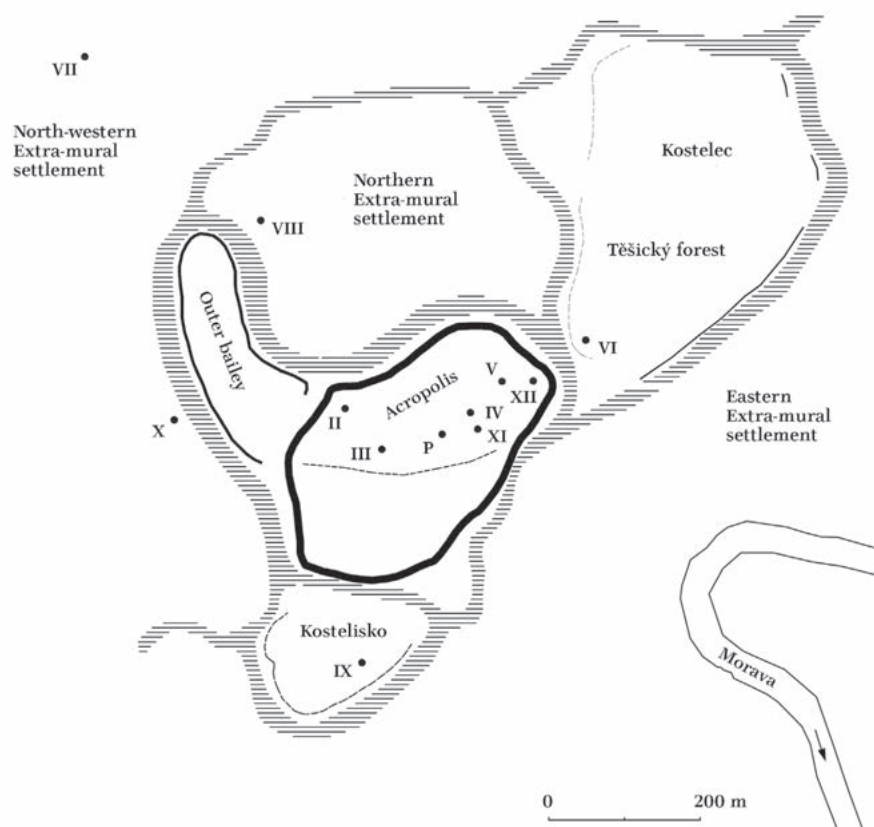 VII
North-western
Extra-mural
settlement
Kostelec
Northern
Extra-mural
settlement
VIII
Těšický forest
Outer bailey
VI
V
Acropolis
XII
Eastern
Extra-mural
settlement
II
IV
X
XI
III
P
Kostelisko
IX
Morava
0
200 m